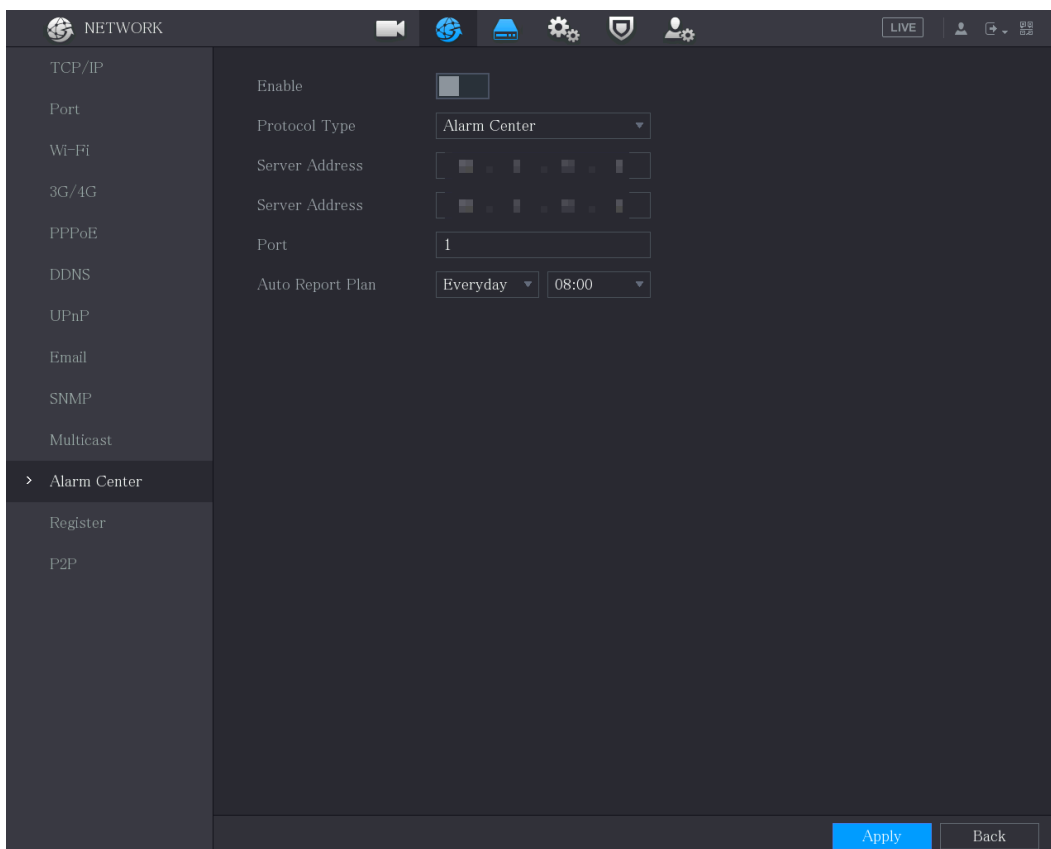 NETWORK
LIVE
TCP/IP
Port
Wi-Fi
3G/4G
PPPoE
DDNS
UPnP
Email
SNMP
Multicast
Alarm Center
Register
P2P
Enable
Protocol Type Alarm Center
Server Address
Server Address
Port 1
Auto Report Plan Everyday 08:00
Apply Back